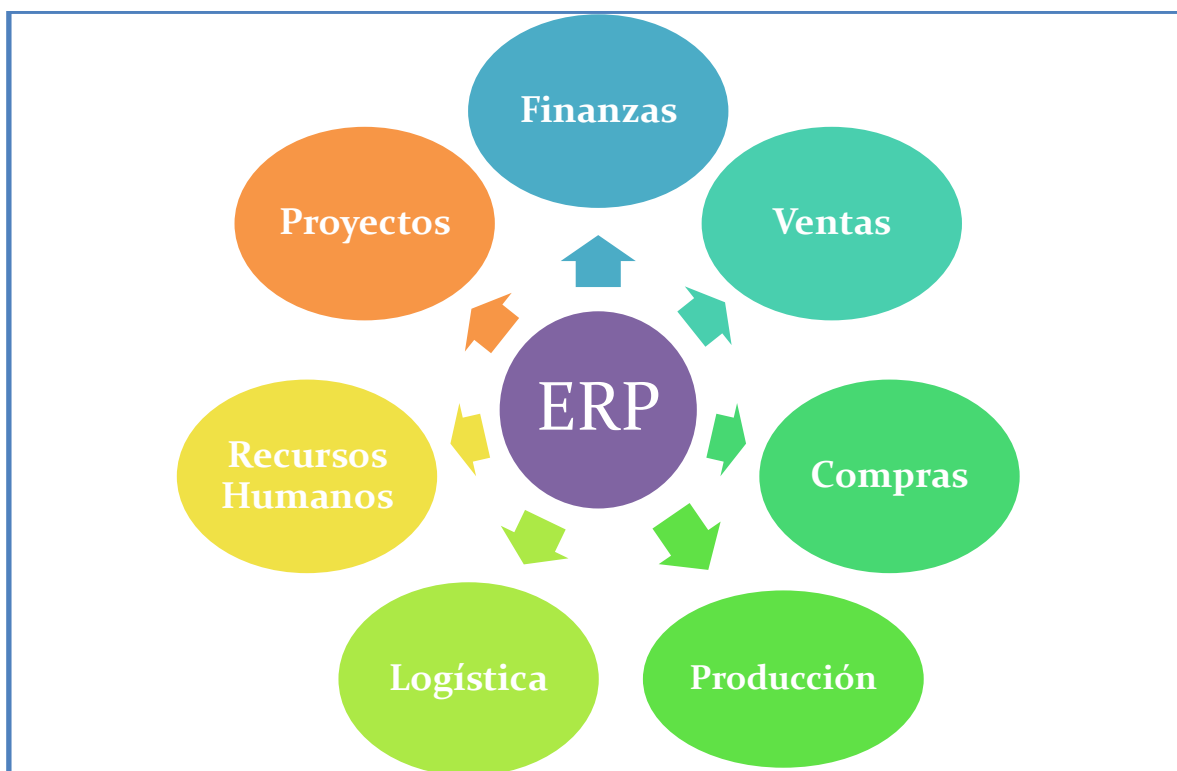 Finanzas
Proyectos
Ventas
ERP
Recursos
Humanos
Compras
Logística
Producción